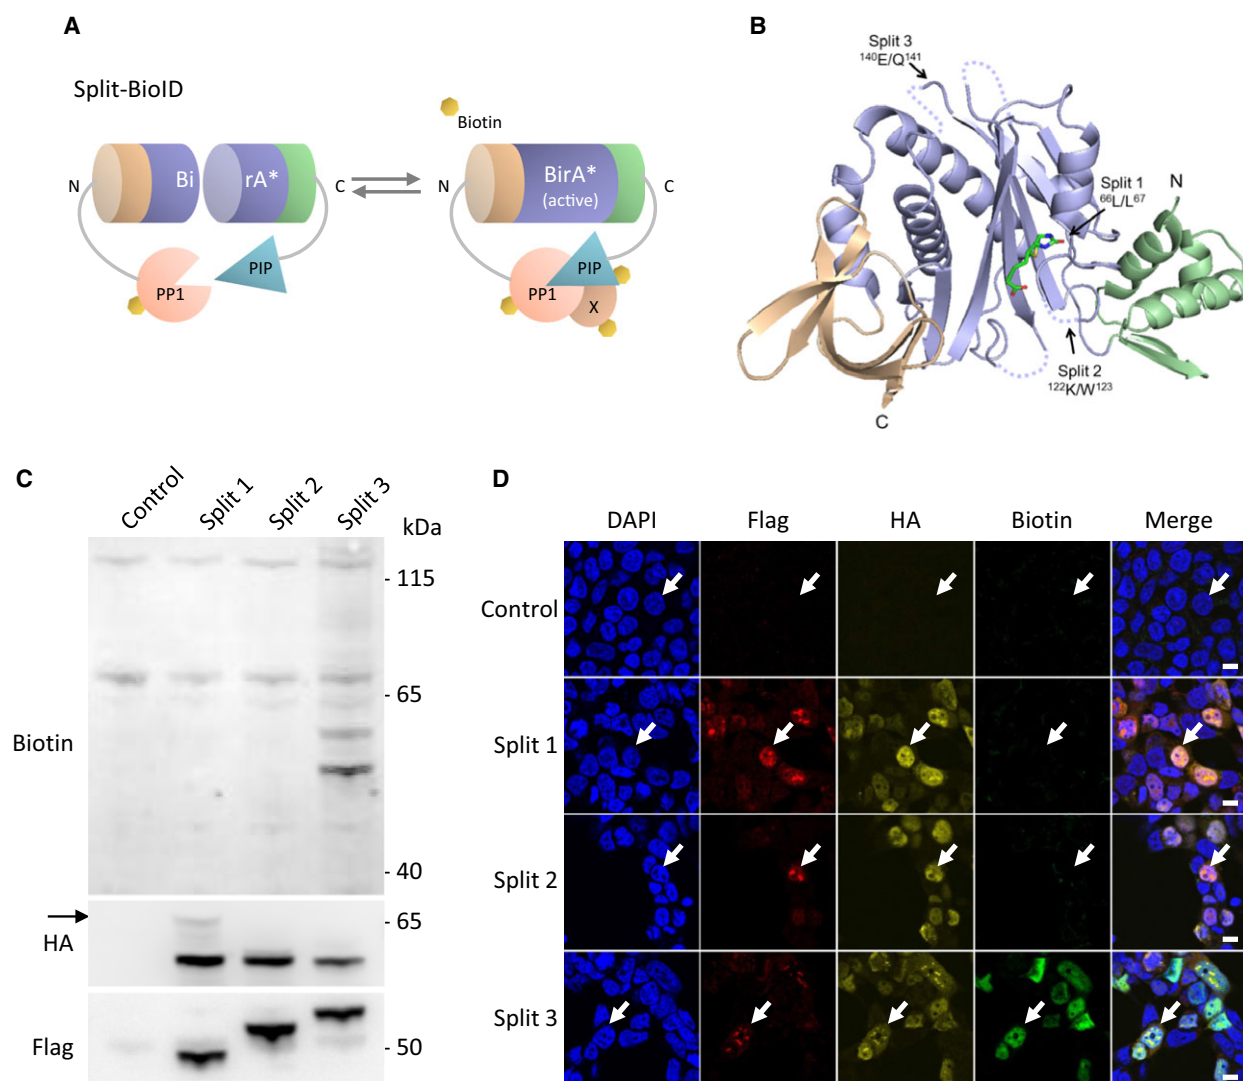 A
Split-BioID
Biotin
N
Bi
rA*
C
PP1
PIP
N
BirA*
(active)
C
PP1
PIP
X
B
Split 3
¹⁴⁰E/Q¹⁴¹
Split 1
⁶⁶L/L⁶⁷
N
Split 2
¹²²K/W¹²³
C
C
Control
Split 1
Split 2
Split 3
kDa
Biotin
- 115
- 65
- 40
HA
- 65
Flag
- 50
D
DAPI
Flag
HA
Biotin
Merge
Control
Split 1
Split 2
Split 3